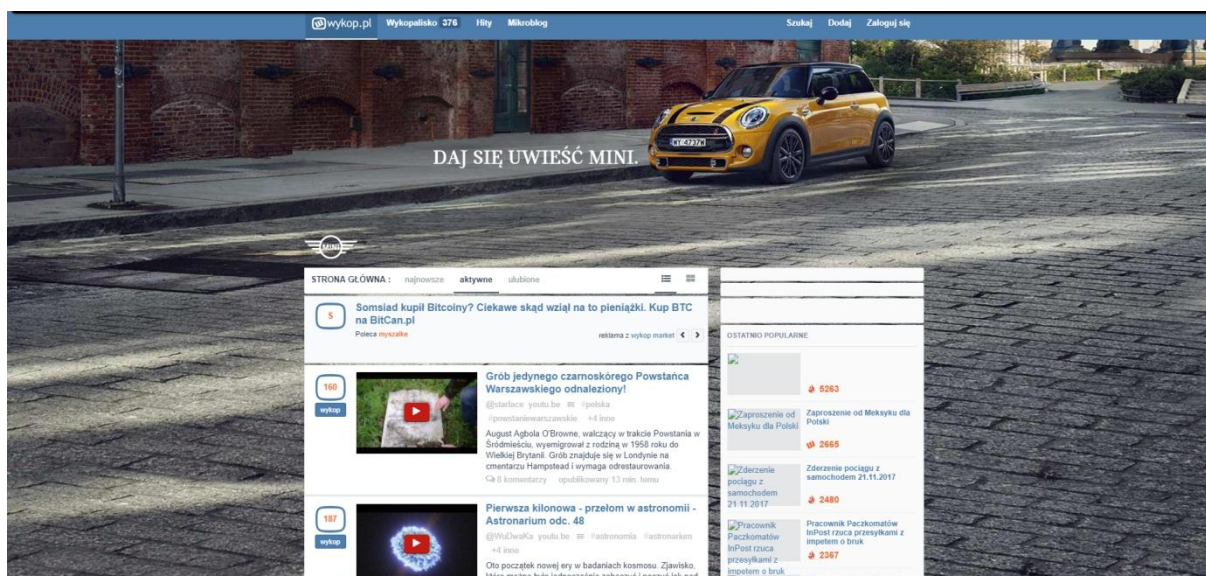 wykop.pl Wykopalisko 376 Hity Mikroblog Szukaj Dodaj Zaloguj się
DAJ SIĘ UWIEŚĆ MINI.
MINI
STRONA GŁÓWNA : najnowsze aktywne ulubione
5
Somsiad kupił Bitcoiny? Ciekawe skąd wziął na to pieniążki. Kup BTC
na BitCan.pl
Poleca myszalke
reklama z wykop market
160
wykop
Grób jedynego czarnoskórego Powstańca
Warszawskiego odnaleziony!
@starface youtu.be #polska
#powstaniewarszawskie +4 inne
August Agbola O'Browne, walczący w trakcie Powstania w
Śródmieściu, wyemigrował z rodziną w 1958 roku do
Wielkiej Brytanii. Grób znajduje się w Londynie na
cmentarzu Hampstead i wymaga odrestaurowania.
8 komentarzy opublikowany 13 min. temu
187
wykop
Pierwsza kilonowa - przełom w astronomii -
Astronarium odc. 48
@WuDwaKa youtu.be #astronomia #astronarium
+4 inne
Oto początek nowej ery w badaniach kosmosu. Zjawisko,
OSTATNIO POPULARNE
5263
Zaproszenie od
Meksyku dla Polski
Zaproszenie od Meksyku dla
Polski
2665
Zderzenie
pociągu z
samochodem
21.11.2017
Zderzenie pociągu z
samochodem 21.11.2017
2480
Pracownik
Paczkomatów
InPost rzuca
przesyłkami z
impetem o bruk
Pracownik Paczkomatów
InPost rzuca przesyłkami z
impetem o bruk
2367